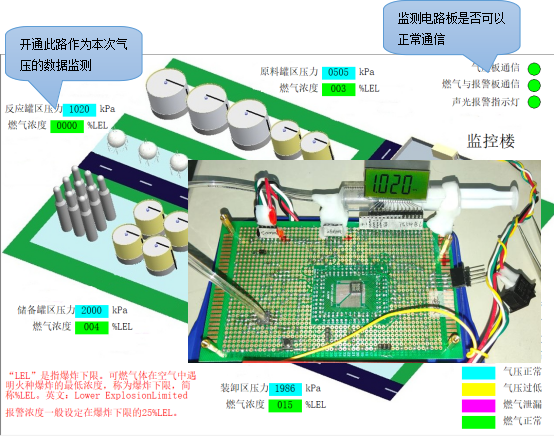 开通此路作为本次气
压的数据监测
监测电路板是否可以
正常通信
原料罐区压力 0505 kPa
燃气浓度 003 %LEL
燃气与报警板通信
声光报警指示灯
反应罐区压力 1020 kPa
燃气浓度 0000 %LEL
监控楼
1.020
储备罐区压力 2000 kPa
燃气浓度 004 %LEL
“LEL”是指爆炸下限，可燃气体在空气中遇
明火种爆炸的最低浓度，称为爆炸下限，简
称%LEL。英文：Lower ExplosionLimited
报警浓度一般设定在爆炸下限的25%LEL。
装卸区压力 1986 kPa
燃气浓度 015 %LEL
气压正常
气压过低
燃气泄漏
燃气正常